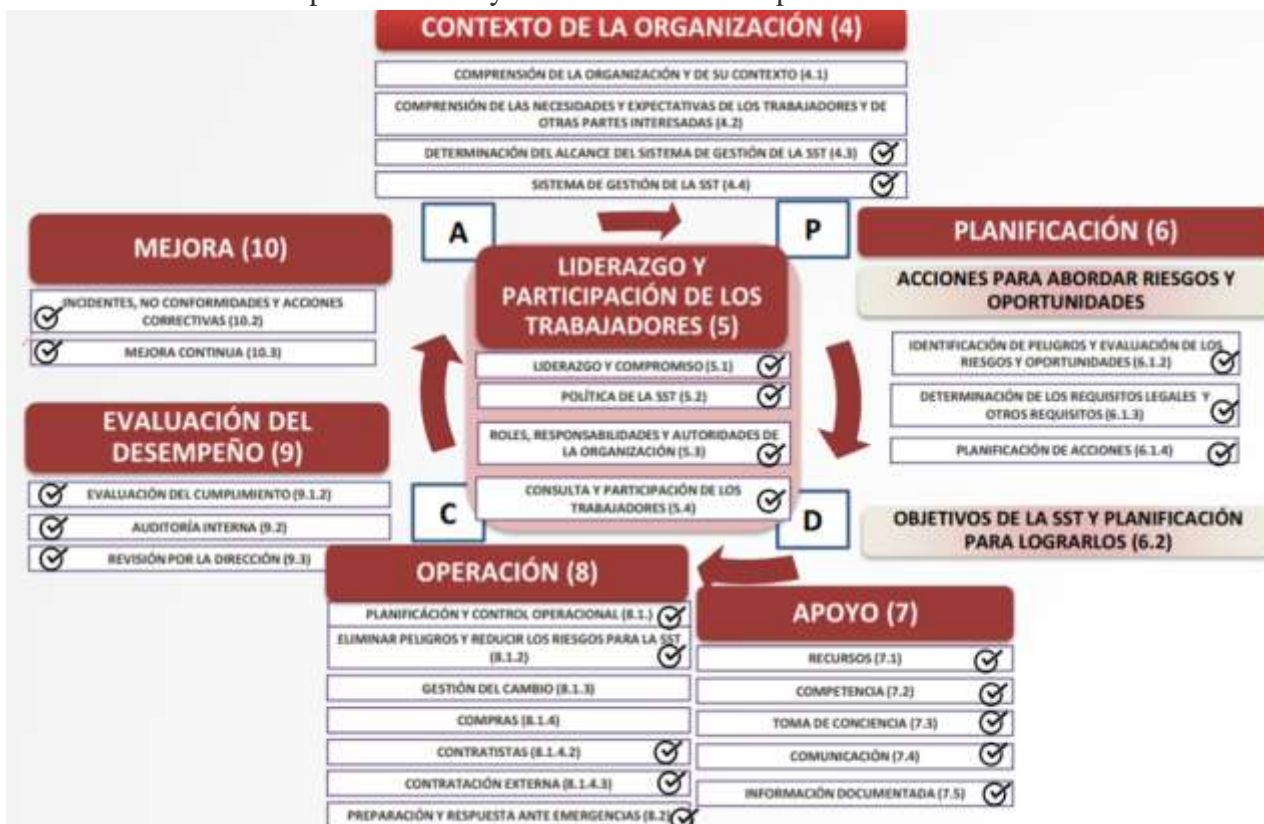 CONTEXTO DE LA ORGANIZACIÓN (4)
COMPRENSIÓN DE LA ORGANIZACIÓN Y DE SU CONTEXTO (4.1)
COMPRENSIÓN DE LAS NECESIDADES Y EXPECTATIVAS DE LOS TRABAJADORES Y DE
OTRAS PARTES INTERESADAS (4.2)
DETERMINACIÓN DEL ALCANCE DEL SISTEMA DE GESTIÓN DE LA SST (4.3)
SISTEMA DE GESTIÓN DE LA SST (4.4)
A
P
MEJORA (10)
INCIDENTES, NO CONFORMIDADES Y ACCIONES
CORRECTIVAS (10.2)
MEJORA CONTINUA (10.3)
LIDERAZGO Y
PARTICIPACIÓN DE LOS
TRABAJADORES (5)
LIDERAZGO Y COMPROMISO (5.1)
POLÍTICA DE LA SST (5.2)
ROLES, RESPONSABILIDADES Y AUTORIDADES DE
LA ORGANIZACIÓN (5.3)
CONSULTA Y PARTICIPACIÓN DE LOS
TRABAJADORES (5.4)
PLANIFICACIÓN (6)
ACCIONES PARA ABORDAR RIESGOS Y
OPORTUNIDADES
IDENTIFICACIÓN DE PELIGROS Y EVALUACIÓN DE LOS
RIESGOS Y OPORTUNIDADES (6.1.2)
DETERMINACIÓN DE LOS REQUISITOS LEGALES Y
OTROS REQUISITOS (6.1.3)
PLANIFICACIÓN DE ACCIONES (6.1.4)
OBJETIVOS DE LA SST Y PLANIFICACIÓN
PARA LOGRARLOS (6.2)
EVALUACIÓN DEL
DESEMPEÑO (9)
EVALUACIÓN DEL CUMPLIMIENTO (9.1.2)
AUDITORÍA INTERNA (9.2)
REVISIÓN POR LA DIRECCIÓN (9.3)
C
D
OPERACIÓN (8)
PLANIFICÁCIÓN Y CONTROL OPERACIONAL (8.1.)
ELIMINAR PELIGROS Y REDUCIR LOS RIESGOS PARA LA SST
(8.1.2)
GESTIÓN DEL CAMBIO (8.1.3)
COMPRAS (8.1.4)
CONTRATISTAS (8.1.4.2)
CONTRATACIÓN EXTERNA (8.1.4.3)
PREPARACIÓN Y RESPUESTA ANTE EMERGENCIAS (8.2)
APOYO (7)
RECURSOS (7.1)
COMPETENCIA (7.2)
TOMA DE CONCIENCIA (7.3)
COMUNICACIÓN (7.4)
INFORMACIÓN DOCUMENTADA (7.5)